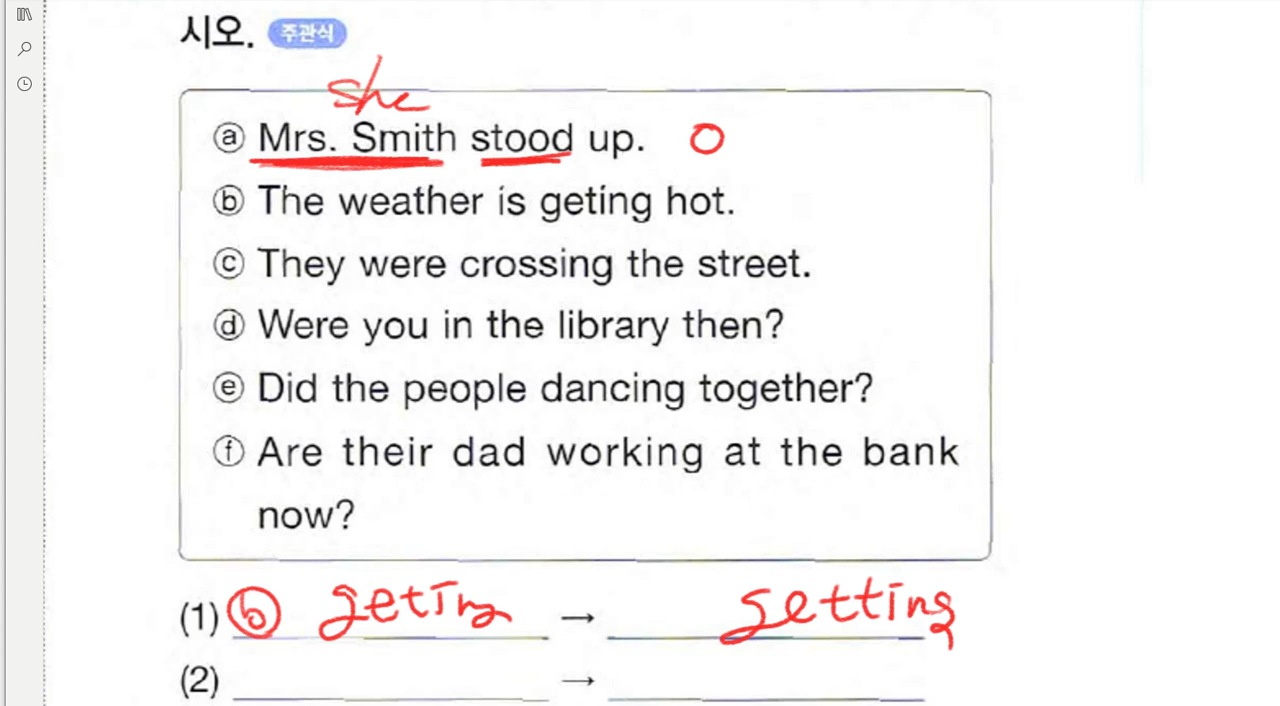 시오. 주관식
she
ⓐ Mrs. Smith stood up. O
ⓑ The weather is geting hot.
ⓒ They were crossing the street.
ⓓ Were you in the library then?
ⓔ Did the people dancing together?
ⓕ Are their dad working at the bank
now?
(1) ⓑ geting → getting
(2) →